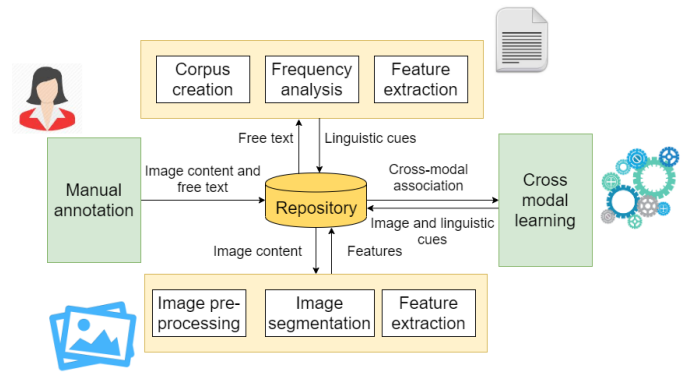 Corpus
creation
Frequency
analysis
Feature
extraction
Free text
Linguistic cues
Manual
annotation
Image content and
free text
Repository
Cross-modal
association
Image and linguistic
cues
Cross
modal
learning
Image content
Features
Image pre-
processing
Image
segmentation
Feature
extraction